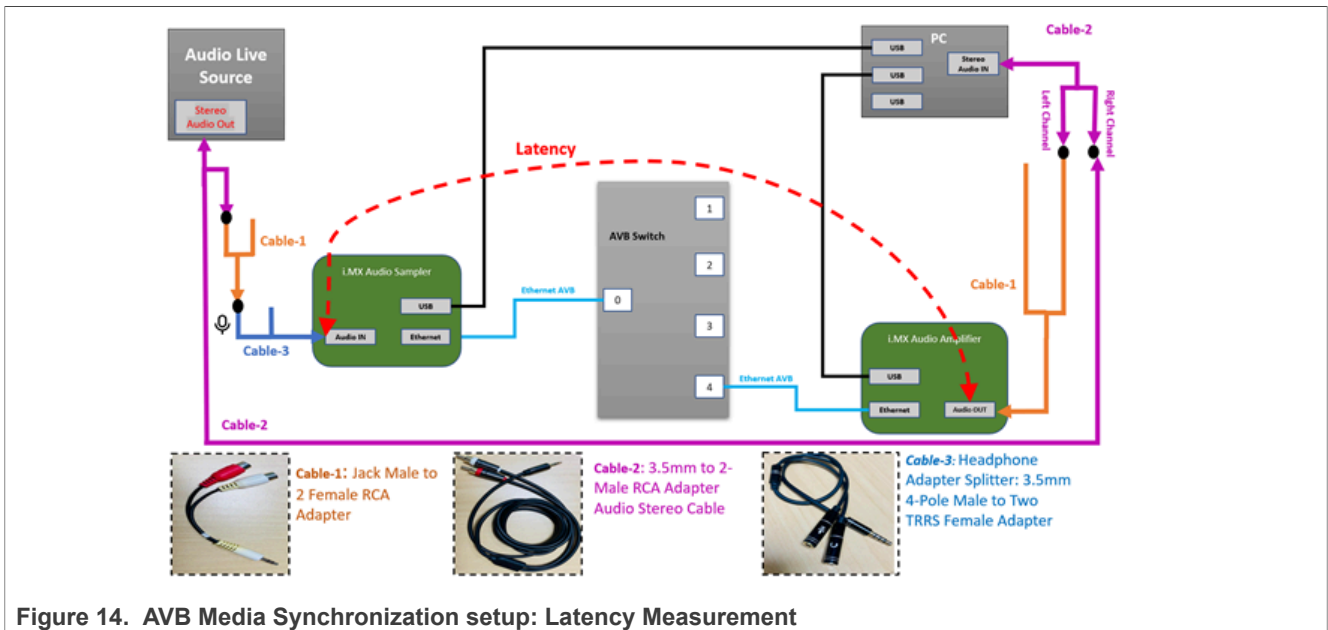 Audio Live
Source
Stereo
Audio Out
PC
USB
USB
USB
Stereo
Audio IN
Cable-2
Left Channel
Right Channel
Latency
AVB Switch
0
1
2
3
4
Cable-1
i.MX Audio Sampler
USB
Audio IN
Ethernet
Ethernet AVB
Cable-3
Cable-1
i.MX Audio Amplifier
USB
Ethernet
Audio OUT
Ethernet AVB
Cable-2
Cable-1: Jack Male to
2 Female RCA
Adapter
Cable-2: 3.5mm to 2-
Male RCA Adapter
Audio Stereo Cable
Cable-3: Headphone
Adapter Splitter: 3.5mm
4-Pole Male to Two
TRRS Female Adapter
Figure 14. AVB Media Synchronization setup: Latency Measurement